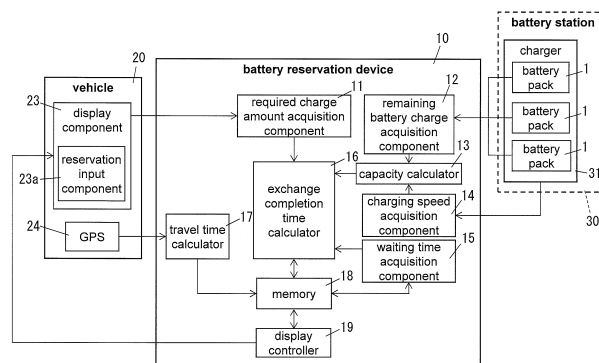 battery station
20
10
charger
vehicle
battery reservation device
battery pack
1
23
display component
11
required charge amount acquisition component
12
remaining battery charge acquisition component
battery pack
1
reservation input component
23a
16
13
battery pack
1
exchange completion time calculator
capacity calculator
31
14
24
GPS
17
travel time calculator
charging speed acquisition component
30
15
waiting time acquisition component
18
memory
19
display controller